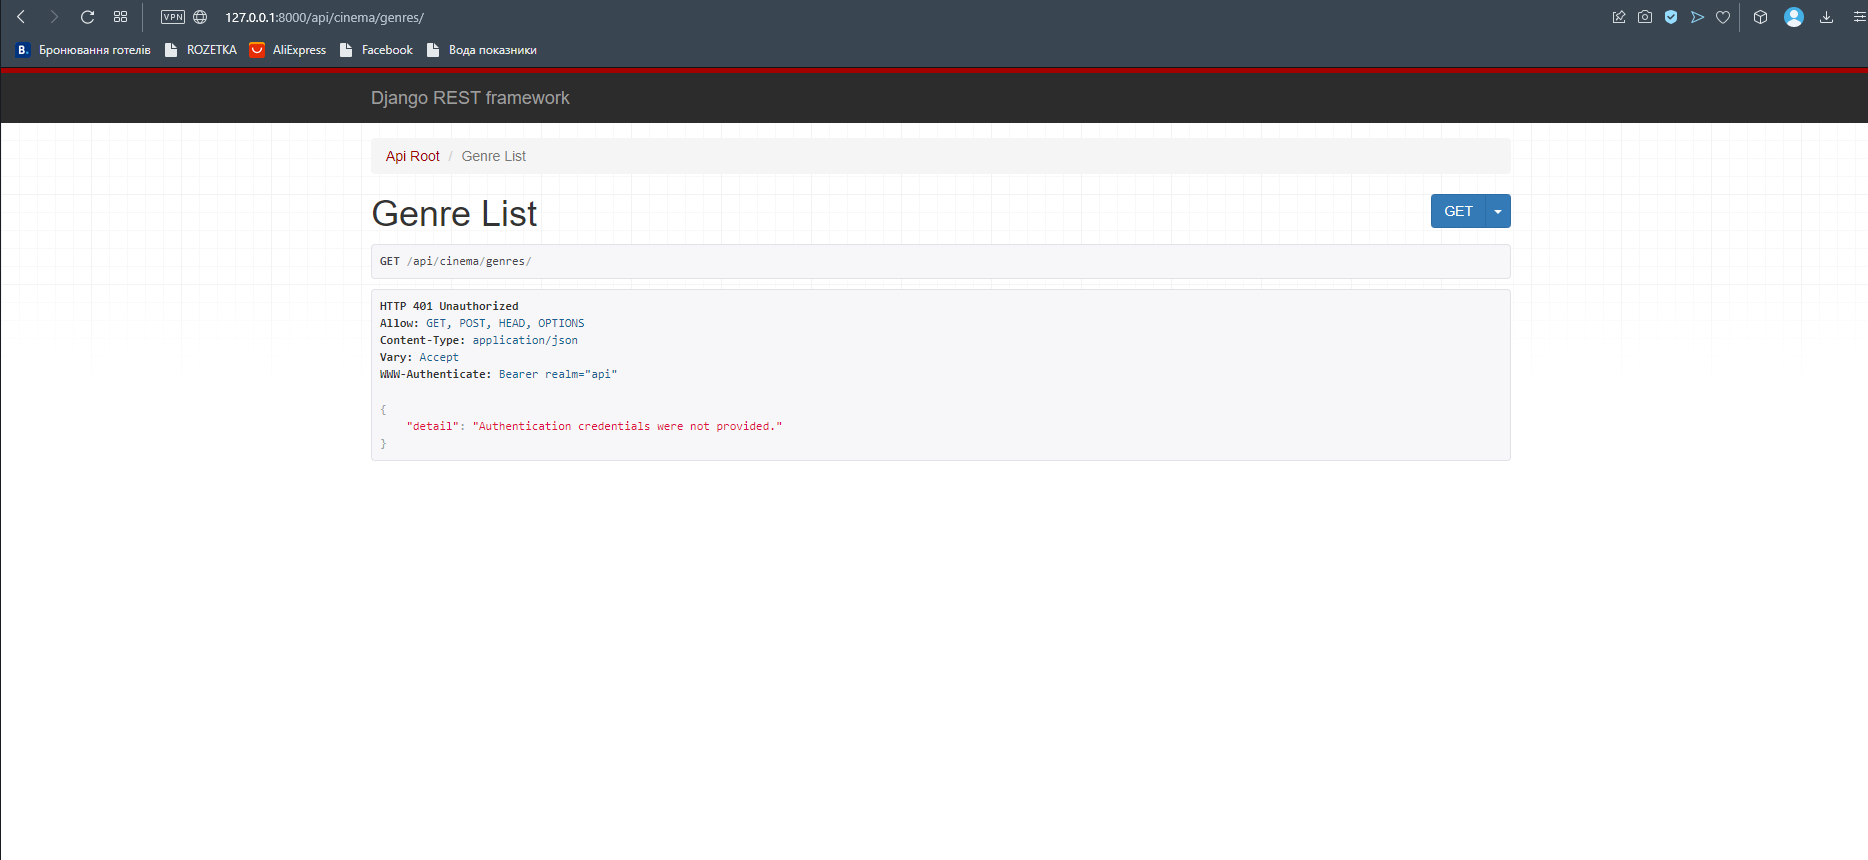 VPN 127.0.0.1:8000/api/cinema/genres/
B. Бронювання готелів ROZETKA AliExpress Facebook Вода показники
Django REST framework
Api Root / Genre List
Genre List
GET
GET /api/cinema/genres/
HTTP 401 Unauthorized
Allow: GET, POST, HEAD, OPTIONS
Content-Type: application/json
Vary: Accept
WWW-Authenticate: Bearer realm="api"
{
"detail": "Authentication credentials were not provided."
}